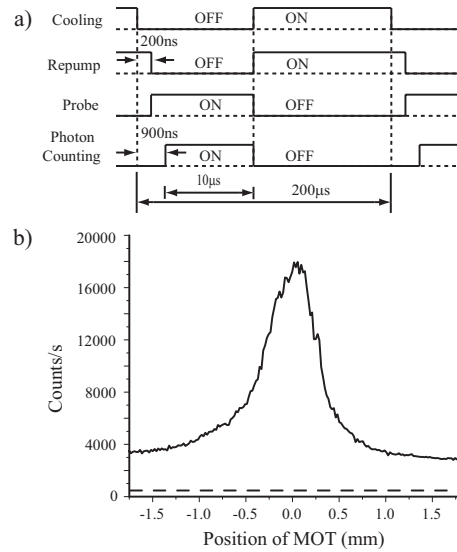 a)
Cooling OFF ON
200ns
Repump OFF ON
Probe ON OFF
Photon Counting 900ns ON OFF
10μs
200μs
b)
20000
16000
12000
8000
4000
0
Counts/s
-1.5 -1.0 -0.5 0.0 0.5 1.0 1.5
Position of MOT (mm)